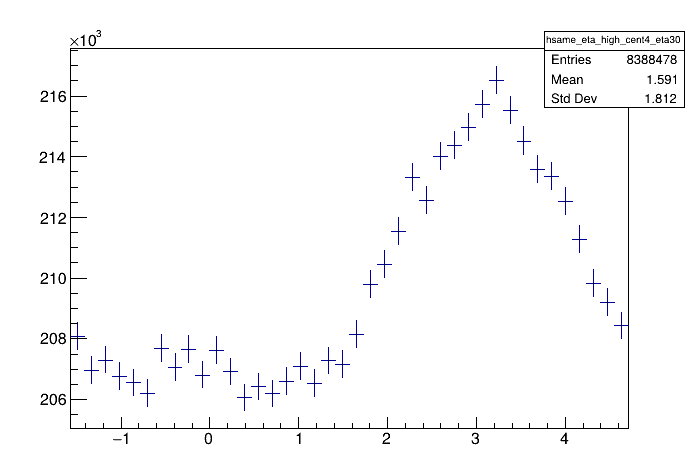 ×10³
hsame_eta_high_cent4_eta30
Entries 8388478
Mean 1.591
Std Dev 1.812
216
214
212
210
208
206
−1 0 1 2 3 4